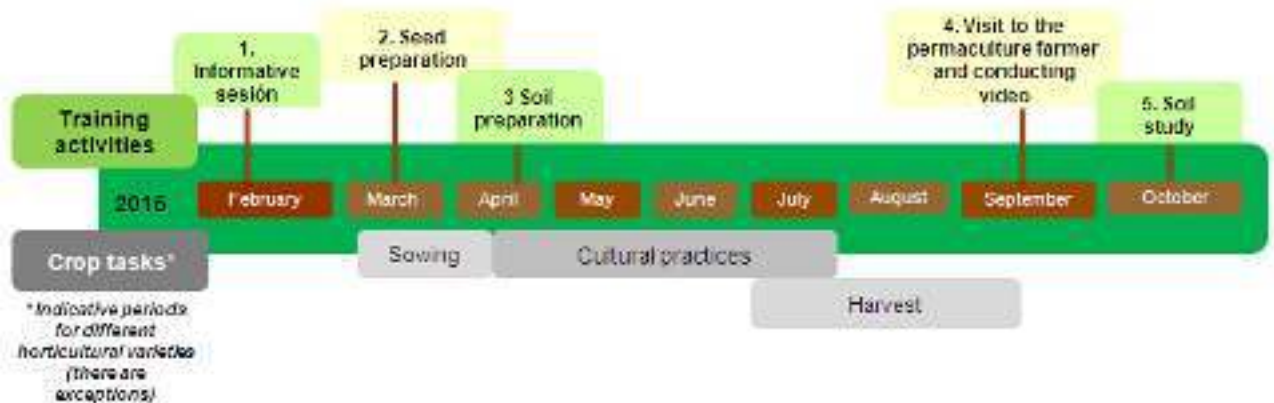 1.
Informative
sesión
2. Seed
preparation
3 Soil
preparation
4. Visit to the
permaculture farmer
and conducting
video
5. Soil
study
Training
activities
2015
February
March
April
May
June
July
August
September
October
Crop tasks*
Sowing
Cultural practices
Harvest
*Indicative periods
for different
horticultural varieties
(there are
exceptions)